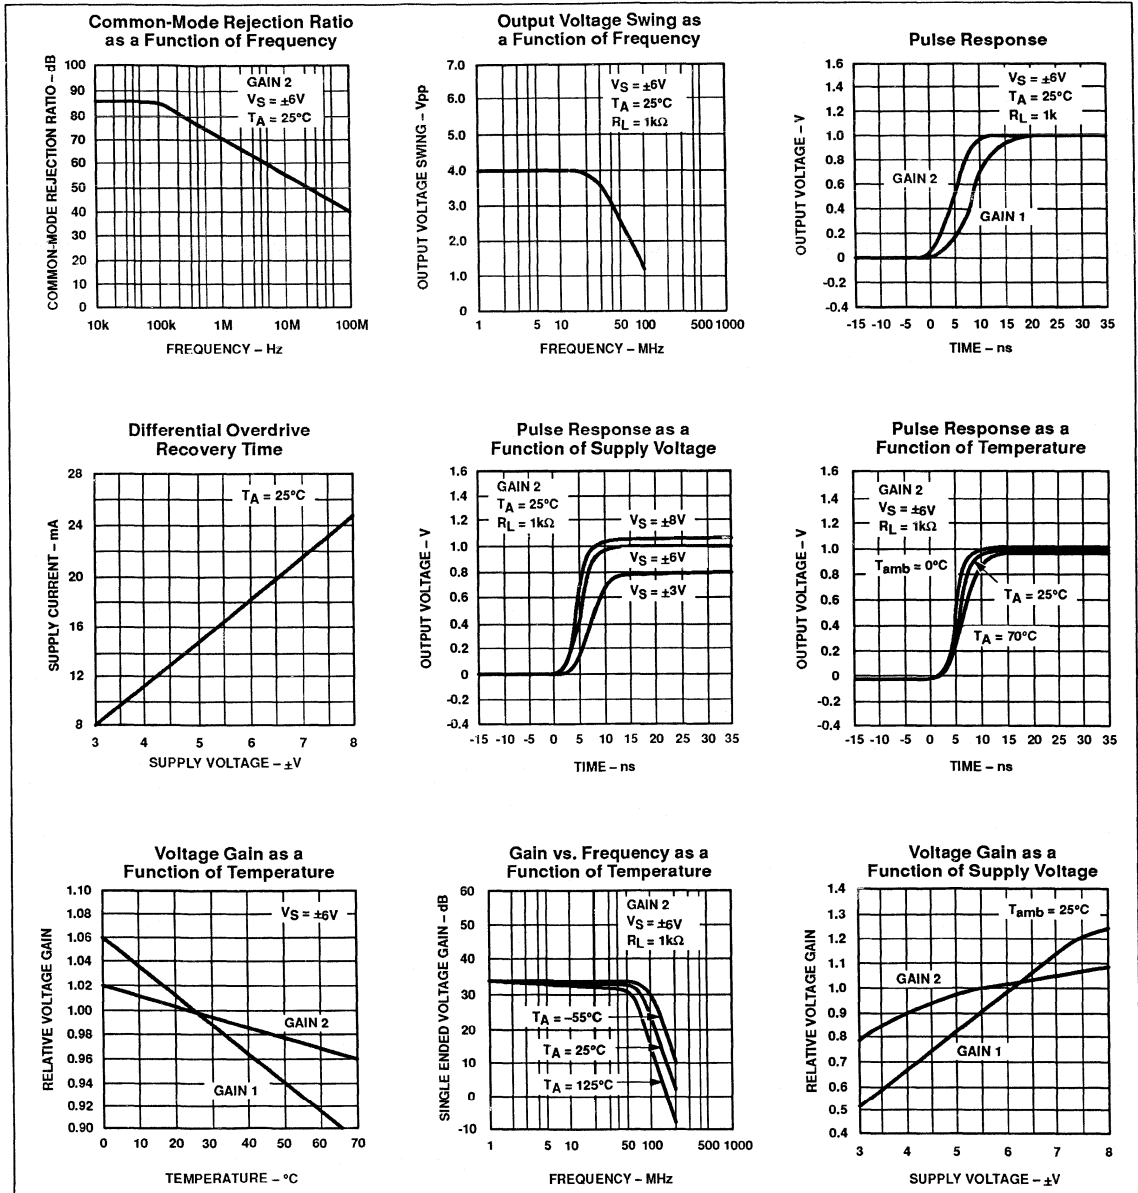 Common-Mode Rejection Ratio
as a Function of Frequency
COMMON-MODE REJECTION RATIO – dB
100
90
80
70
60
50
40
30
20
10
0
GAIN 2
VS = ±6V
TA = 25°C
10k 100k 1M 10M 100M
FREQUENCY – Hz
Output Voltage Swing as
a Function of Frequency
OUTPUT VOLTAGE SWING – Vpp
7.0
6.0
5.0
4.0
3.0
2.0
1.0
0
VS = ±6V
TA = 25°C
RL = 1kΩ
1 5 10 50 100 500 1000
FREQUENCY – MHz
Pulse Response
OUTPUT VOLTAGE – V
1.6
1.4
1.2
1.0
0.8
0.6
0.4
0.2
0
-0.2
-0.4
VS = ±6V
TA = 25°C
RL = 1k
GAIN 2
GAIN 1
-15 -10 -5 0 5 10 15 20 25 30 35
TIME – ns
Differential Overdrive
Recovery Time
SUPPLY CURRENT – mA
28
24
20
16
12
8
TA = 25°C
3 4 5 6 7 8
SUPPLY VOLTAGE – ±V
Pulse Response as a
Function of Supply Voltage
OUTPUT VOLTAGE – V
1.6
1.4
1.2
1.0
0.8
0.6
0.4
0.2
0
-0.2
-0.4
GAIN 2
TA = 25°C
RL = 1kΩ
VS = ±8V
VS = ±6V
VS = ±3V
-15 -10 -5 0 5 10 15 20 25 30 35
TIME – ns
Pulse Response as a
Function of Temperature
OUTPUT VOLTAGE – V
1.6
1.4
1.2
1.0
0.8
0.6
0.4
0.2
0
-0.2
-0.4
GAIN 2
VS = ±6V
RL = 1kΩ
Tamb = 0°C
TA = 25°C
TA = 70°C
-15 -10 -5 0 5 10 15 20 25 30 35
TIME – ns
Voltage Gain as a
Function of Temperature
RELATIVE VOLTAGE GAIN
1.10
1.08
1.06
1.04
1.02
1.00
0.98
0.96
0.94
0.92
0.90
VS = ±6V
GAIN 2
GAIN 1
0 10 20 30 40 50 60 70
TEMPERATURE – °C
Gain vs. Frequency as a
Function of Temperature
SINGLE ENDED VOLTAGE GAIN – dB
60
50
40
30
20
10
0
-10
GAIN 2
VS = ±6V
RL = 1kΩ
TA = –55°C
TA = 25°C
TA = 125°C
1 5 10 50 100 500 1000
FREQUENCY – MHz
Voltage Gain as a
Function of Supply Voltage
RELATIVE VOLTAGE GAIN
1.4
1.3
1.2
1.1
1.0
0.9
0.8
0.7
0.6
0.5
0.4
Tamb = 25°C
GAIN 2
GAIN 1
3 4 5 6 7 8
SUPPLY VOLTAGE – ±V